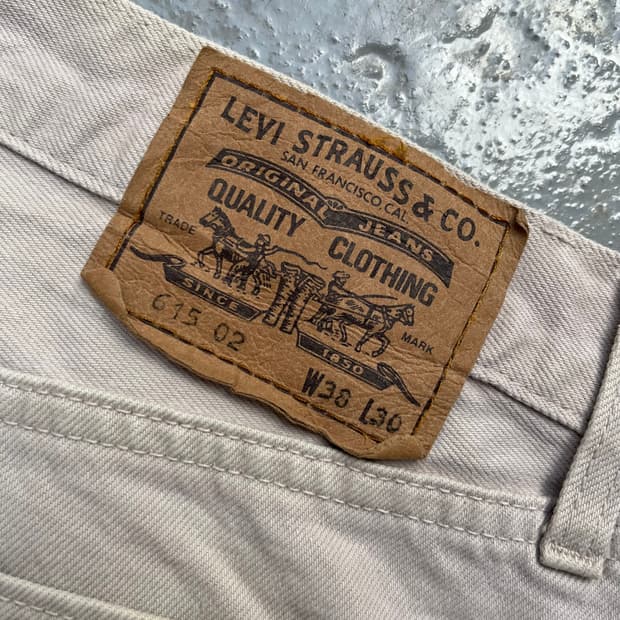 LEVI STRAUSS & CO.
SAN FRANCISCO CAL.
ORIGINAL JEANS
QUALITY CLOTHING
TRADE MARK
SINCE 1850
615 02
W38 L30